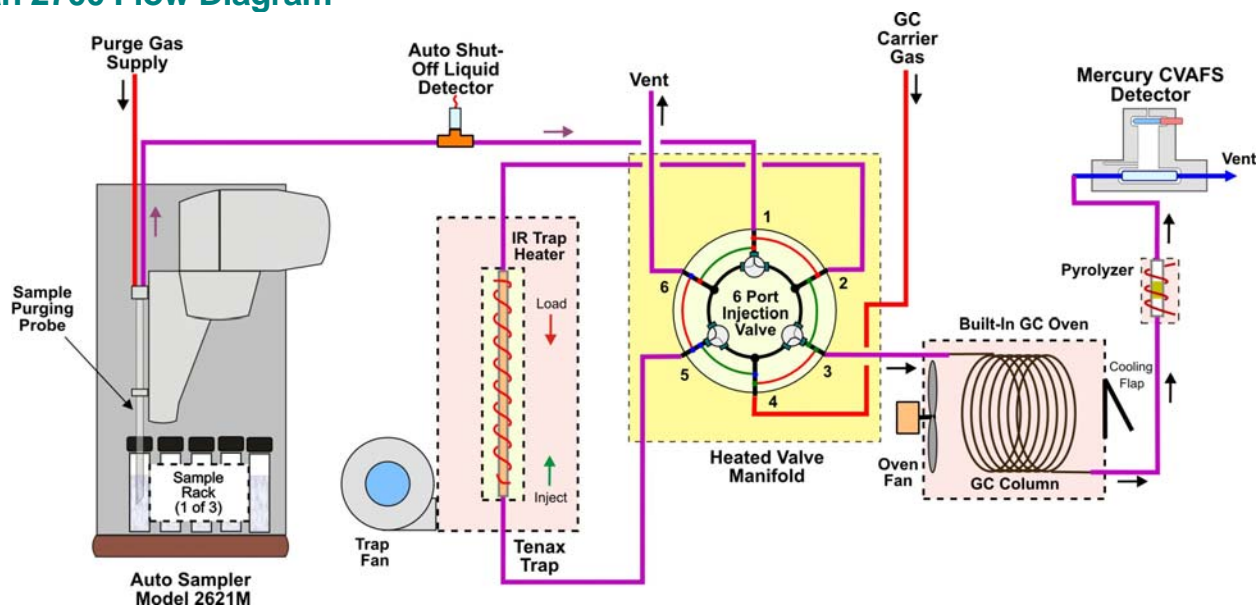 2700 Flow Diagram
Purge Gas
Supply
Auto Shut-
Off Liquid
Detector
Vent
GC
Carrier
Gas
Mercury CVAFS
Detector
Vent
IR Trap
Heater
Load
Inject
Sample
Purging
Probe
1
2
3
4
5
6
6 Port
Injection
Valve
Pyrolyzer
Built-In GC Oven
Cooling
Flap
Sample
Rack
(1 of 3)
Heated Valve
Manifold
Oven
Fan
GC Column
Trap
Fan
Tenax
Trap
Auto Sampler
Model 2621M